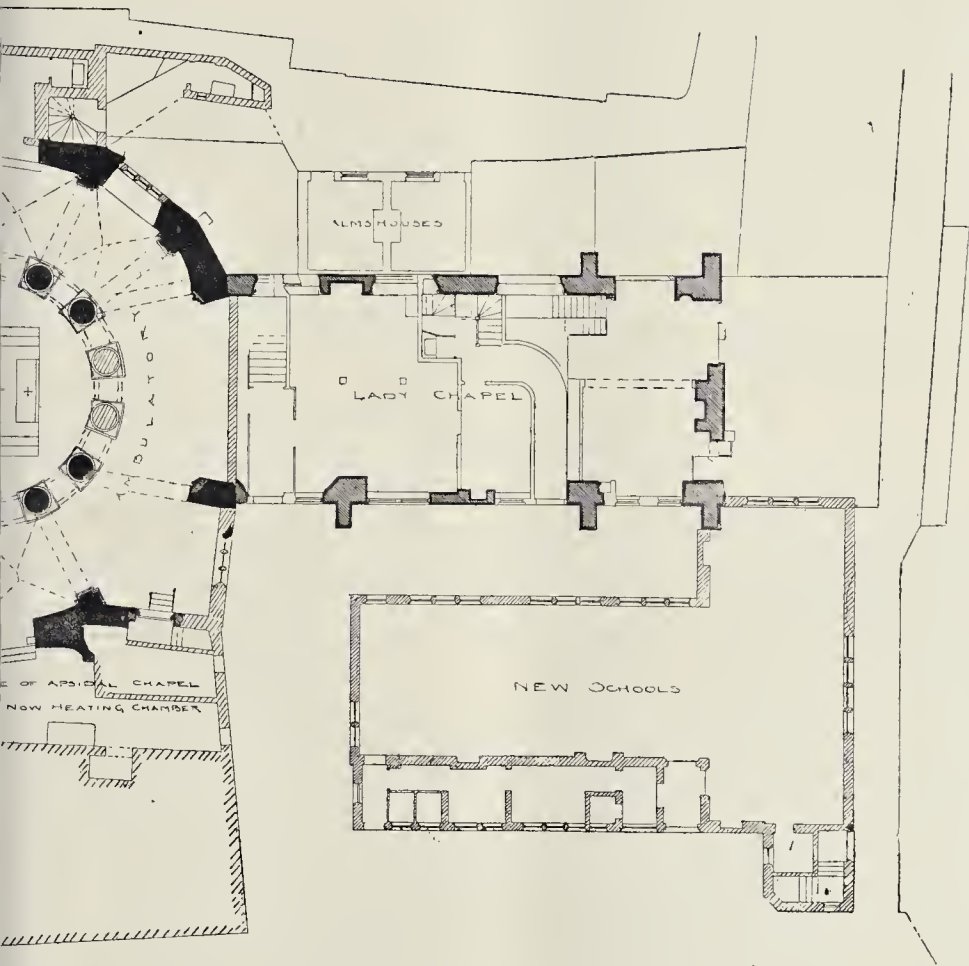 ALMSHOUSES
AMBULATORY
LADY CHAPEL
NEW SCHOOLS
E OF APSIDAL CHAPEL
NOW HEATING CHAMBER